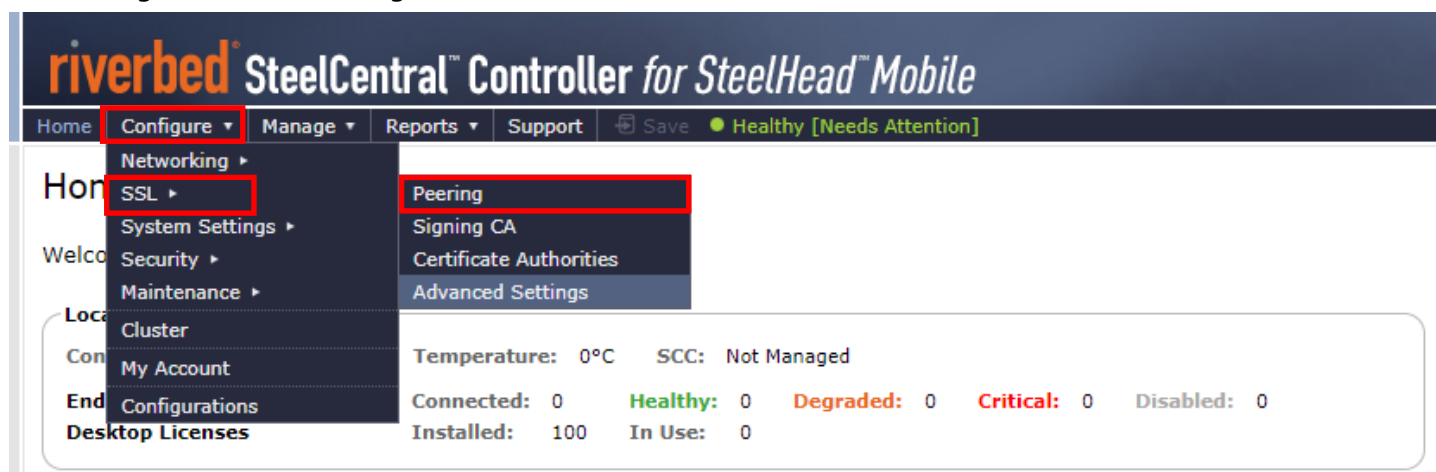 riverbed® SteelCentral™ Controller for SteelHead™ Mobile
Home Configure ▾ Manage ▾ Reports ▾ Support Save Healthy [Needs Attention]
Networking ▸
SSL ▸
System Settings ▸
Security ▸
Maintenance ▸
Cluster
My Account
Configurations
Peering
Signing CA
Certificate Authorities
Advanced Settings
Temperature: 0°C SCC: Not Managed
Connected: 0 Healthy: 0 Degraded: 0 Critical: 0 Disabled: 0
Desktop Licenses Installed: 100 In Use: 0